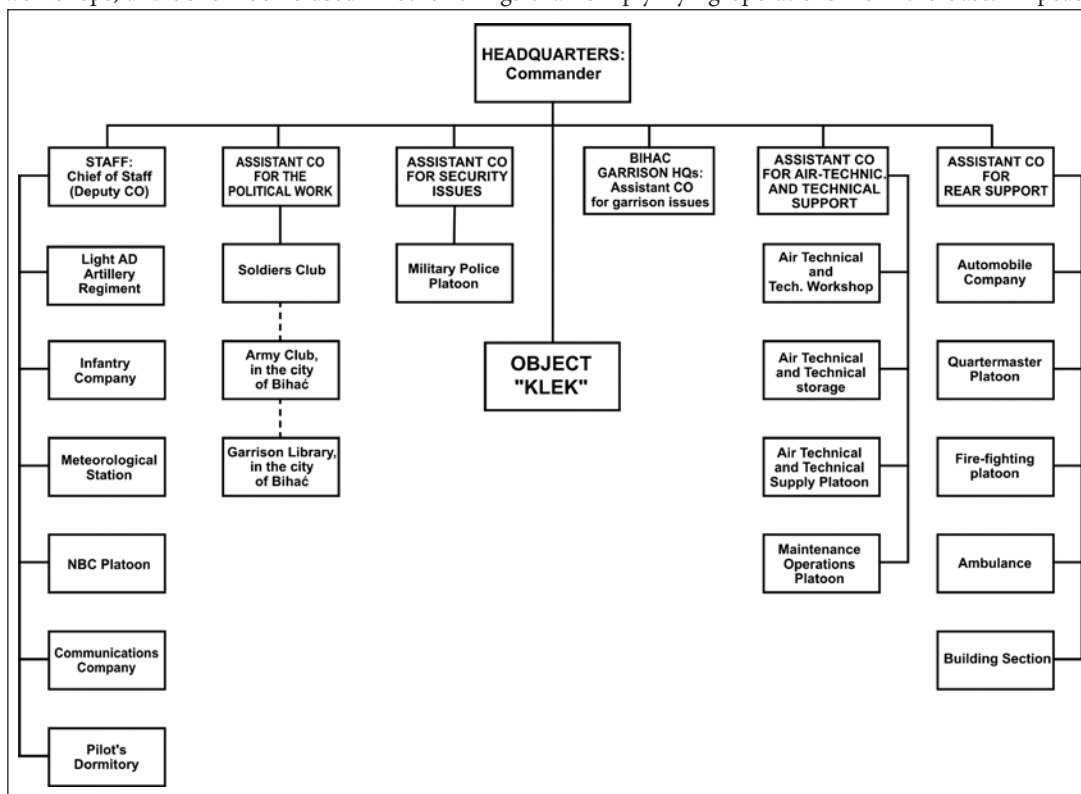 HEADQUARTERS:
Commander
STAFF:
Chief of Staff
(Deputy CO)
Light AD
Artillery
Regiment
Infantry
Company
Meteorological
Station
NBC Platoon
Communications
Company
Pilot's
Dormitory
ASSISTANT CO
FOR THE
POLITICAL WORK
Soldiers Club
Army Club,
in the city
of Bihać
Garrison Library,
in the city
of Bihać
ASSISTANT CO
FOR SECURITY
ISSUES
Military Police
Platoon
OBJECT
"KLEK"
BIHAC
GARRISON HQs:
Assistant CO
for garrison issues
ASSISTANT CO
FOR AIR-TECHNIC.
AND TECHNICAL
SUPPORT
Air Technical
and
Tech. Workshop
Air Technical
and Technical
storage
Air Technical
and Technical
Supply Platoon
Maintenance
Operations
Platoon
ASSISTANT CO
FOR
REAR SUPPORT
Automobile
Company
Quartermaster
Platoon
Fire-fighting
platoon
Ambulance
Building Section